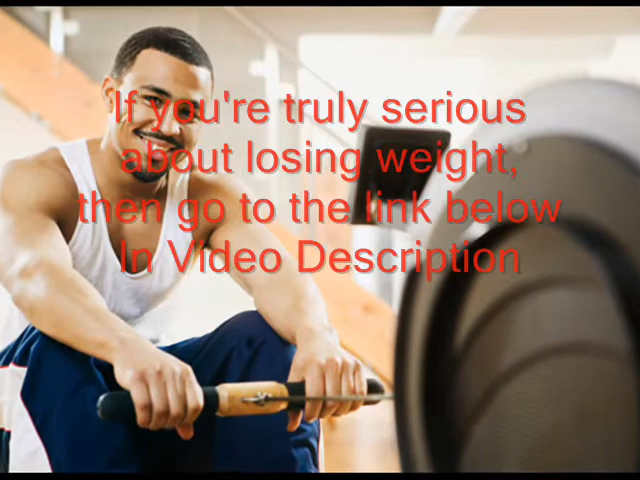 If you're truly serious
about losing weight,
then go to the link below
In Video Description